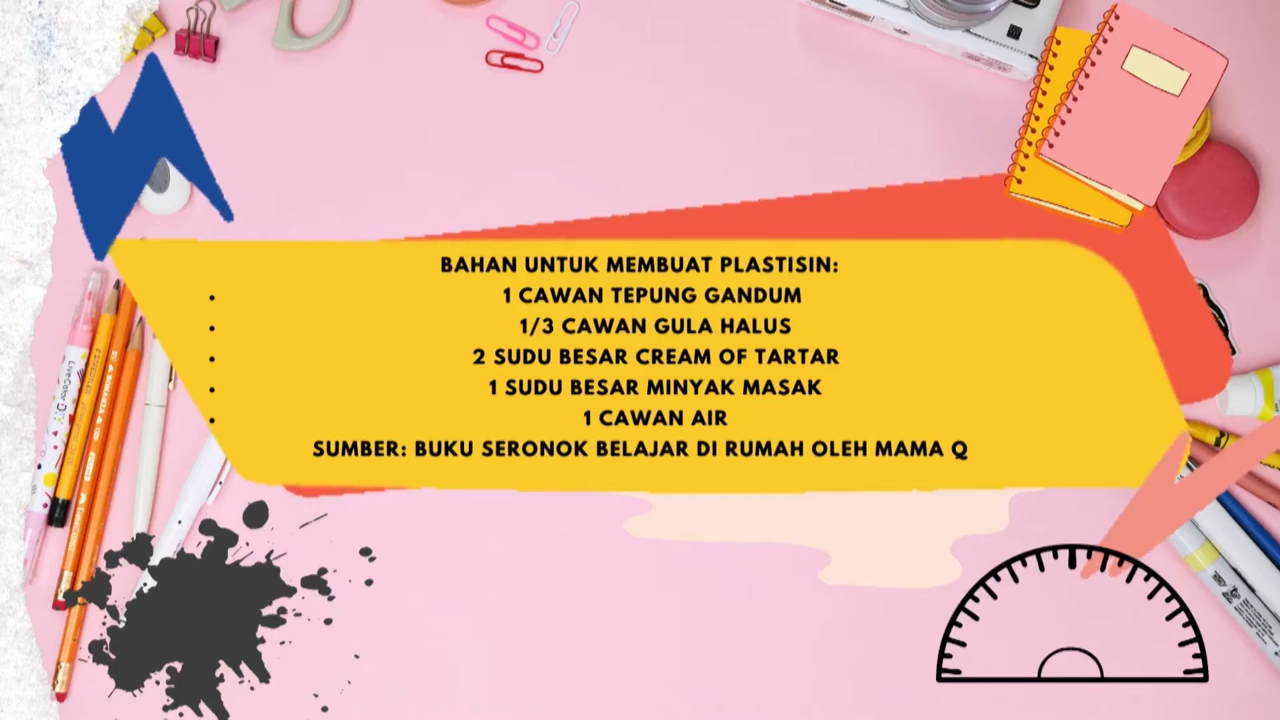 BAHAN UNTUK MEMBUAT PLASTISIN:
• 1 CAWAN TEPUNG GANDUM
• 1/3 CAWAN GULA HALUS
• 2 SUDU BESAR CREAM OF TARTAR
• 1 SUDU BESAR MINYAK MASAK
• 1 CAWAN AIR
SUMBER: BUKU SERONOK BELAJAR DI RUMAH OLEH MAMA Q